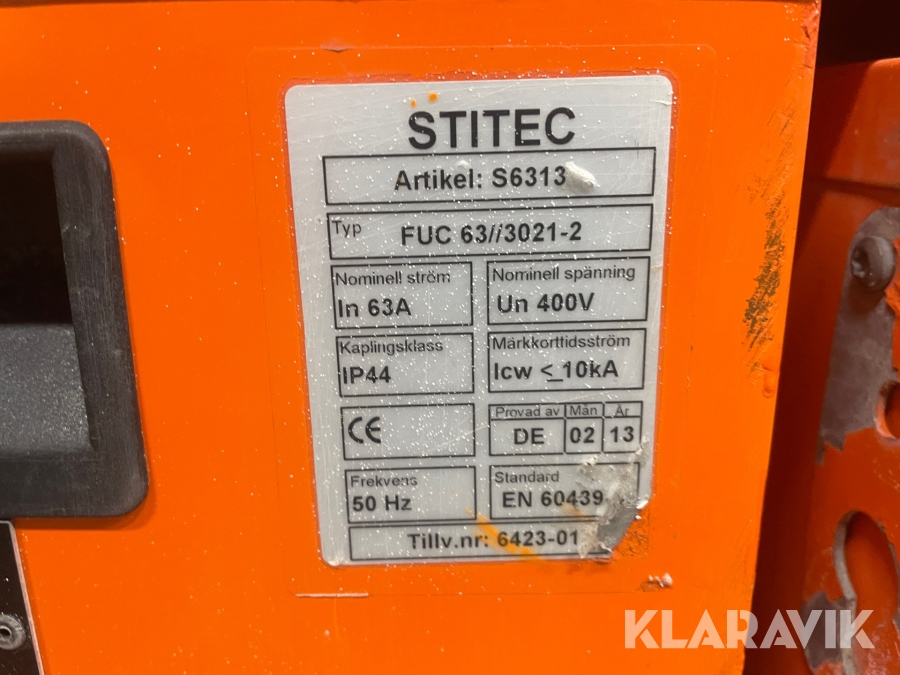 STITEC
Artikel: S6313
Typ FUC 63//3021-2
Nominell ström
In 63A
Nominell spänning
Un 400V
Kaplingsklass
IP44
Märkkorttidsström
Icw <_10kA
CE
Provad av Mån År
DE 02 13
Frekvens
50 Hz
Standard
EN 60439
Tillv.nr: 6423-01
KLARAVIK